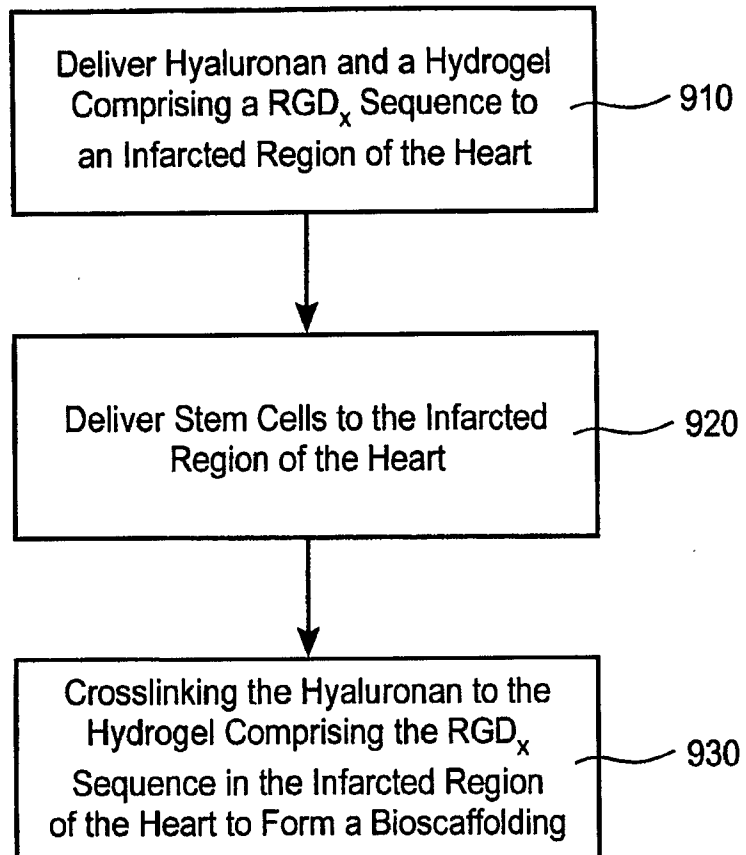 Deliver Hyaluronan and a Hydrogel
Comprising a RGDx Sequence to
an Infarcted Region of the Heart
910
Deliver Stem Cells to the Infarcted
Region of the Heart
920
Crosslinking the Hyaluronan to the
Hydrogel Comprising the RGDx
Sequence in the Infarcted Region
of the Heart to Form a Bioscaffolding
930